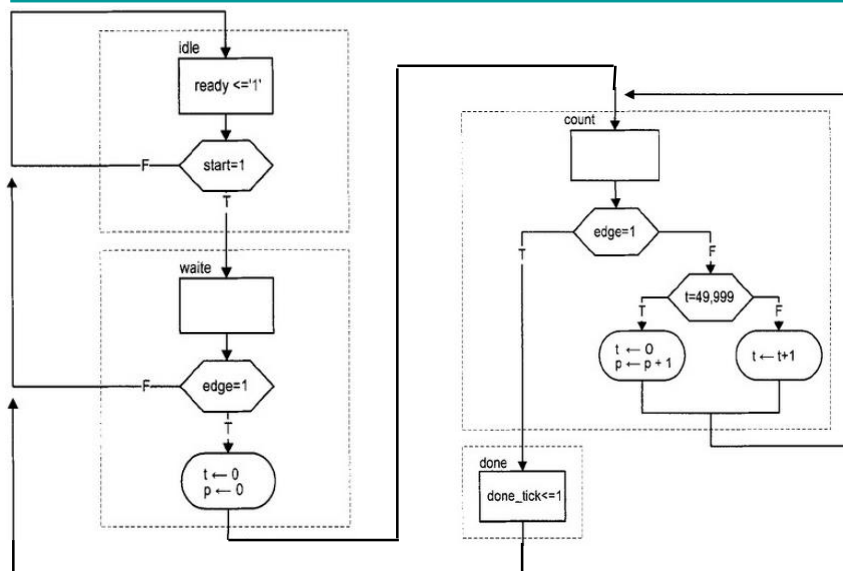 idle
ready <='1'
start=1
F
T
waite
edge=1
F
T
t ← 0
p ← 0
count
edge=1
T
F
t=49,999
T
F
t ← 0
p ← p + 1
t ← t+1
done
done_tick<=1